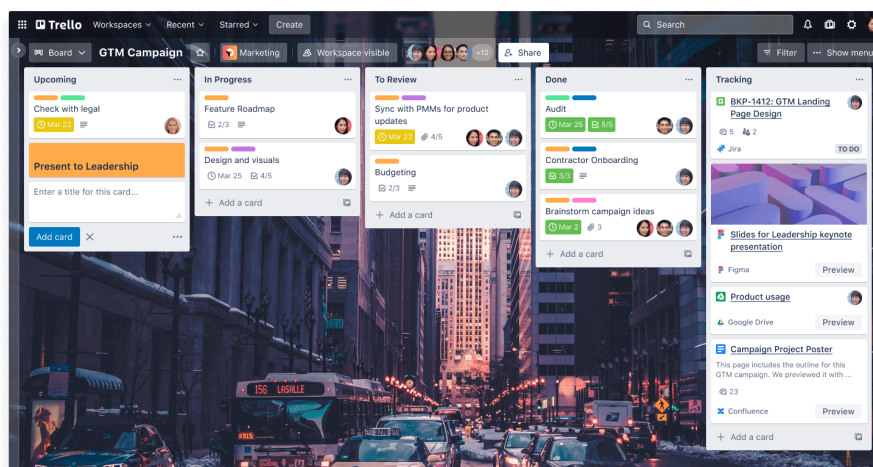 Trello
Workspaces
Recent
Starred
Create
Search
Board
GTM Campaign
Marketing
Workspace visible
+12
Share
Filter
Show menu
Upcoming
Check with legal
Mar 22
Present to Leadership
Enter a title for this card...
Add card
In Progress
Feature Roadmap
2/3
Design and visuals
Mar 25
4/5
+ Add a card
To Review
Sync with PMMs for product
updates
Mar 22
4/5
Budgeting
2/3
+ Add a card
Done
Audit
Mar 25
5/5
Contractor Onboarding
3/3
Brainstorm campaign ideas
Mar 2
3
+ Add a card
Tracking
BKP-1412: GTM Landing
Page Design
5
2
Jira
TO DO
Slides for Leadership keynote
presentation
Figma
Preview
Product usage
Google Drive
Preview
Campaign Project Poster
This page includes the outline for this
GTM campaign. We previewed it with ...
23
Confluence
Preview
+ Add a card
156 LASALLE